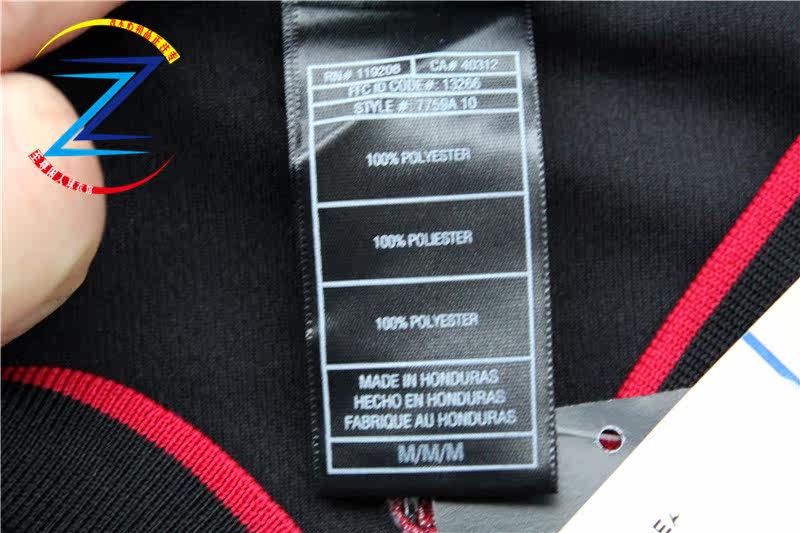 RN# 119208 CA# 40312
FFC ID CODE#: 13266
STYLE #: 7759A 10
100% POLYESTER
100% POLIESTER
100% POLYESTER
MADE IN HONDURAS
HECHO EN HONDURAS
FABRIQUE AU HONDURAS
M/M/M